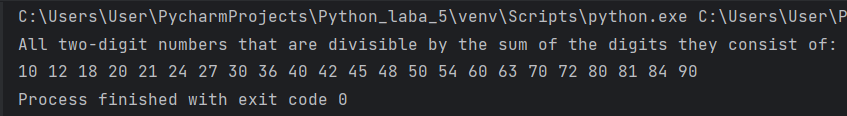 C:\Users\User\PycharmProjects\Python_laba_5\venv\Scripts\python.exe C:\Users\User\P
All two-digit numbers that are divisible by the sum of the digits they consist of:
10 12 18 20 21 24 27 30 36 40 42 45 48 50 54 60 63 70 72 80 81 84 90
Process finished with exit code 0